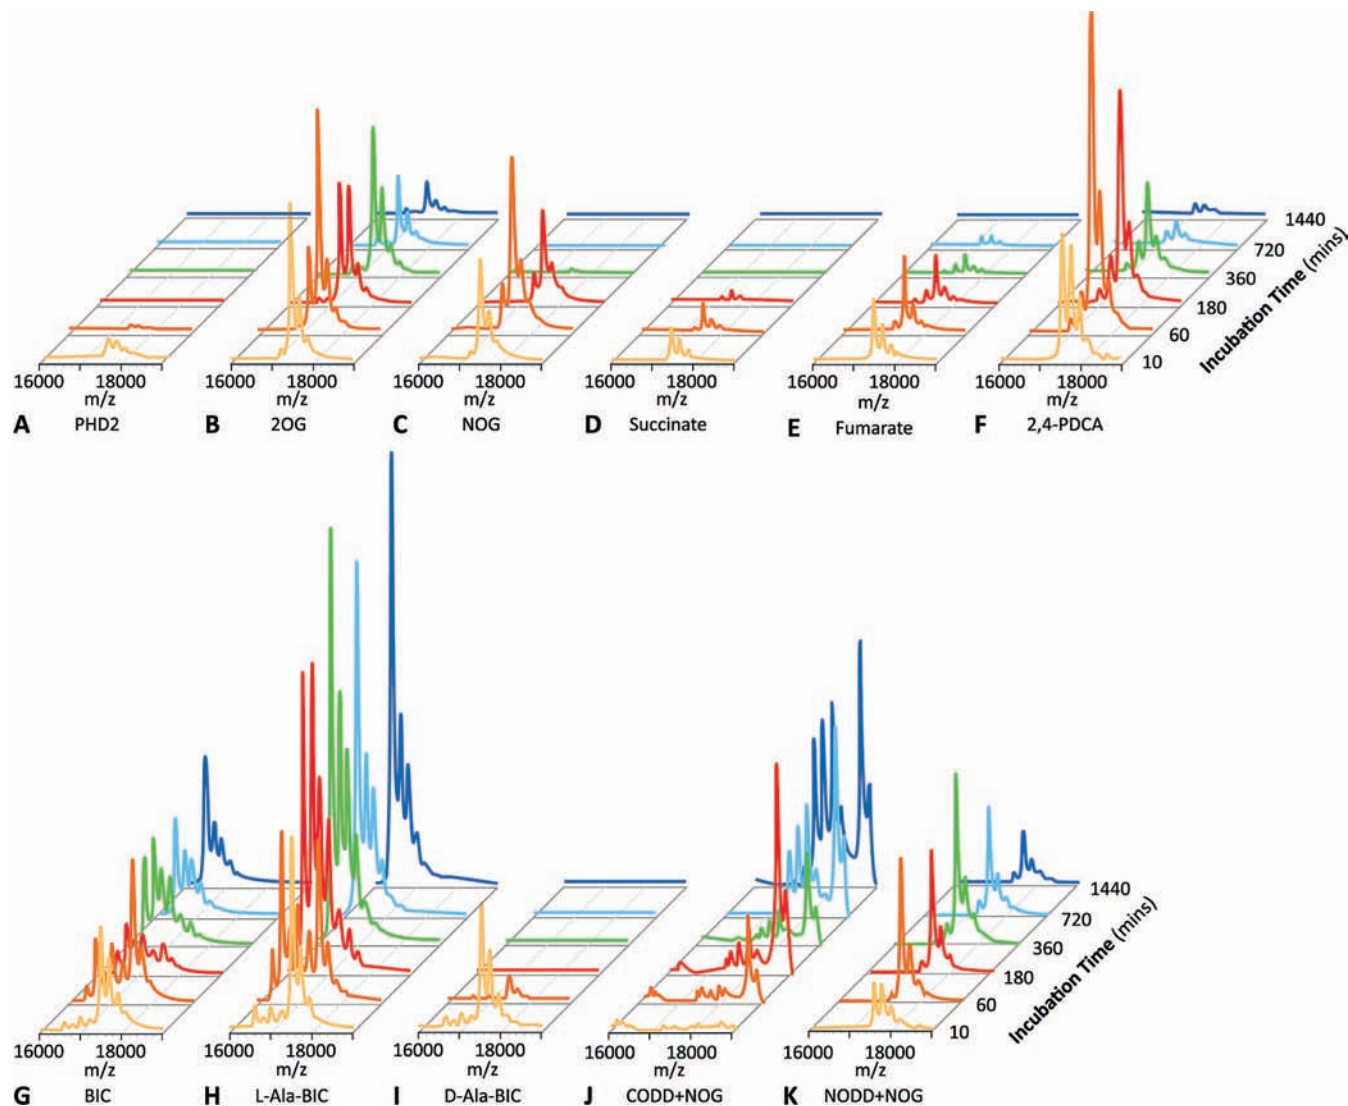 1440
720
360
180
60
10
Incubation Time (mins)
16000 18000 16000 18000 16000 18000 16000 18000 16000 18000 16000 18000
m/z m/z m/z m/z m/z m/z
A PHD2 B 2OG C NOG D Succinate E Fumarate F 2,4-PDCA
1440
720
360
180
60
10
Incubation Time (mins)
16000 18000 16000 18000 16000 18000 16000 18000 16000 18000
m/z m/z m/z m/z m/z
G BIC H L-Ala-BIC I D-Ala-BIC J CODD+NOG K NODD+NOG